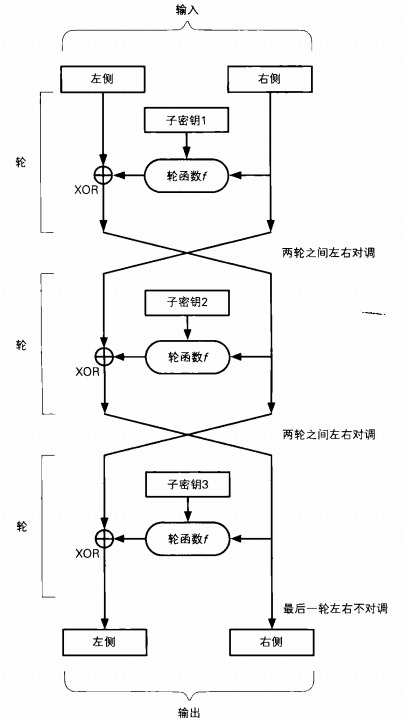 输入
左侧
右侧
子密钥1
轮
轮函数f
XOR
两轮之间左右对调
子密钥2
轮
轮函数f
XOR
两轮之间左右对调
子密钥3
轮
轮函数f
XOR
最后一轮左右不对调
左侧
右侧
输出